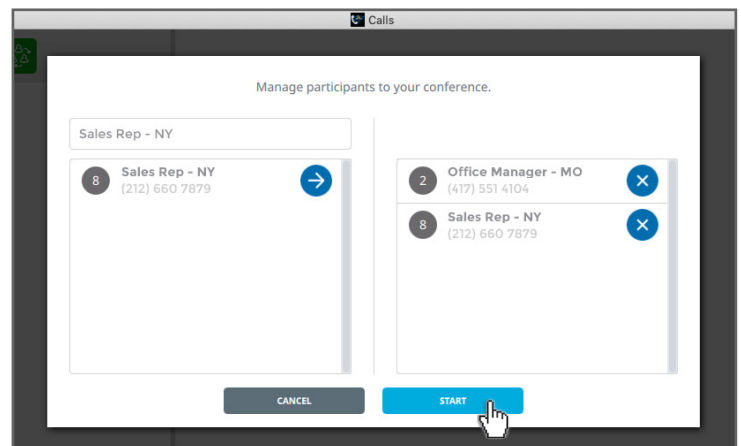 Calls
Manage participants to your conference.
Sales Rep - NY
8
Sales Rep - NY
(212) 660 7879
2
Office Manager - MO
(417) 551 4104
8
Sales Rep - NY
(212) 660 7879
CANCEL
START